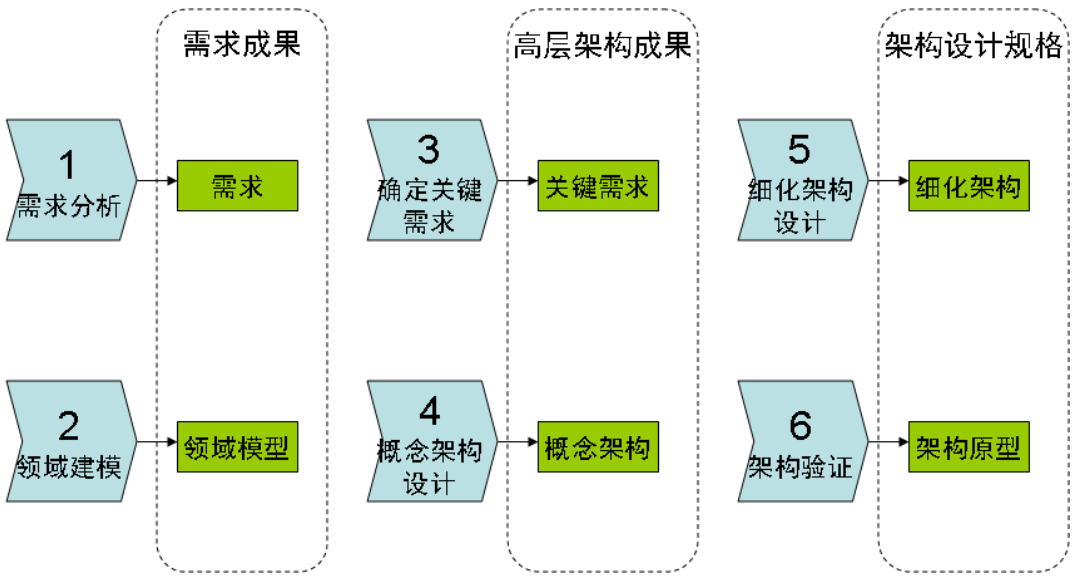 需求成果
高层架构成果
架构设计规格
1
需求分析
需求
3
确定关键
需求
关键需求
5
细化架构
设计
细化架构
2
领域建模
领域模型
4
概念架构
设计
概念架构
6
架构验证
架构原型